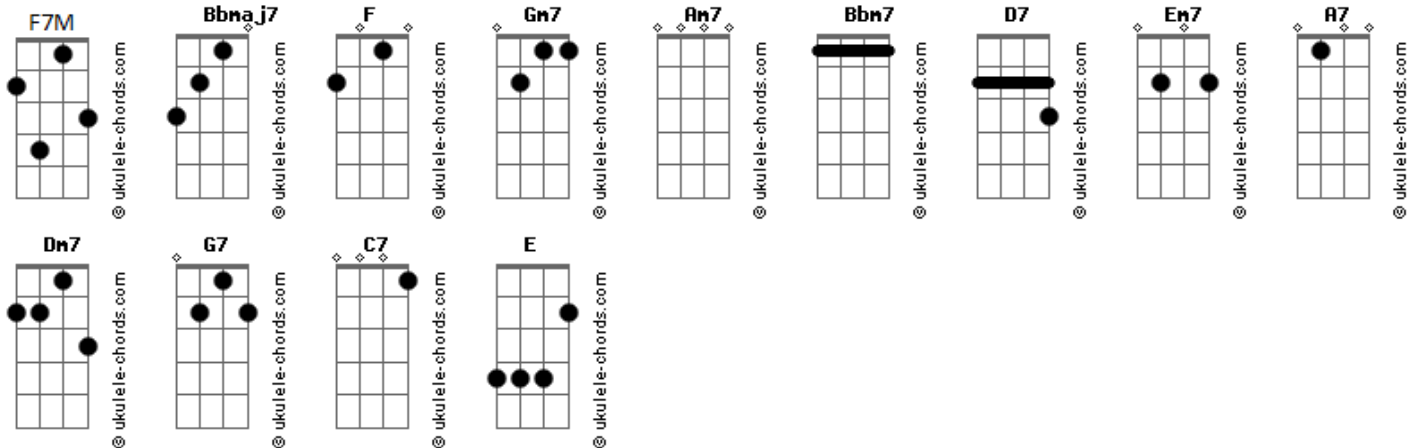 F7M Bbmaj7 F Gm7 Am7 Bbm7 D7 Em7 A7
© ukulele-chords.com © ukulele-chords.com © ukulele-chords.com © ukulele-chords.com © ukulele-chords.com © ukulele-chords.com © ukulele-chords.com © ukulele-chords.com © ukulele-chords.com
Dm7 G7 C7 E
© ukulele-chords.com © ukulele-chords.com © ukulele-chords.com © ukulele-chords.com